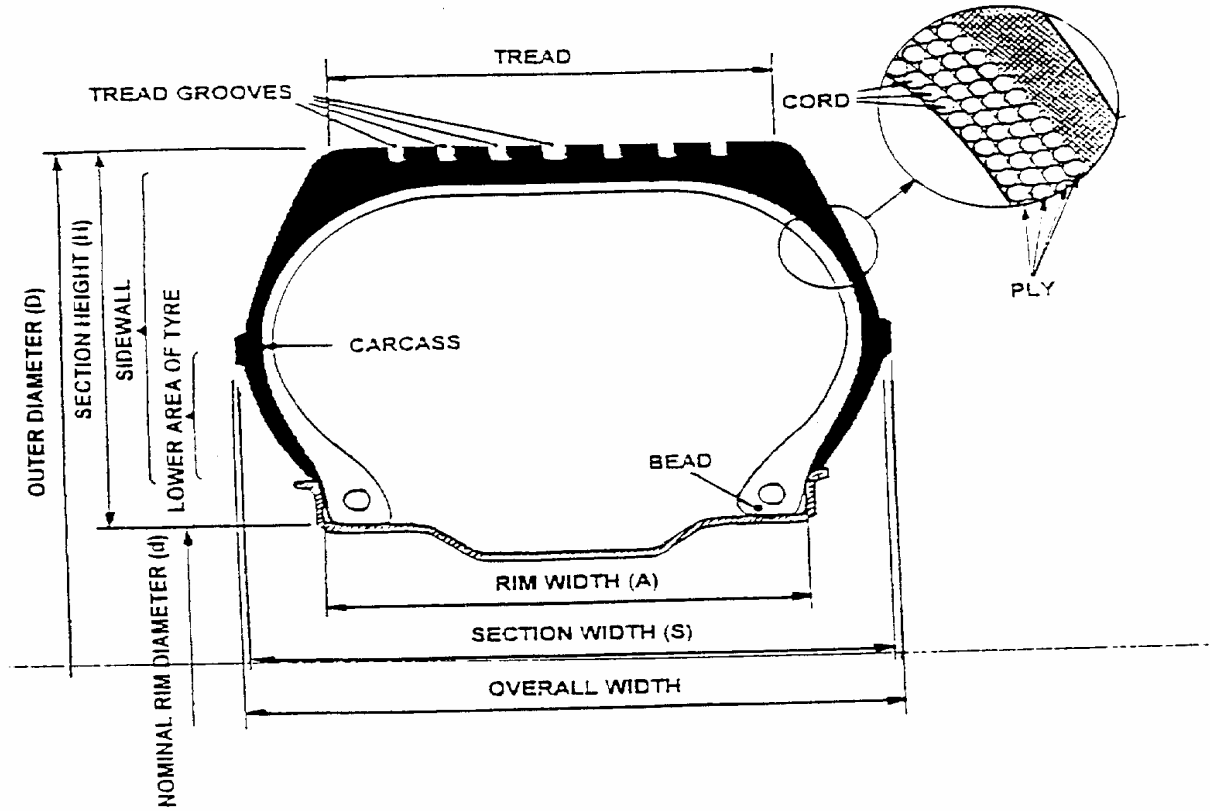 TREAD
TREAD GROOVES
CORD
PLY
OUTER DIAMETER (D)
SECTION HEIGHT (H)
SIDEWALL
LOWER AREA OF TYRE
CARCASS
BEAD
NOMINAL RIM DIAMETER (d)
RIM WIDTH (A)
SECTION WIDTH (S)
OVERALL WIDTH